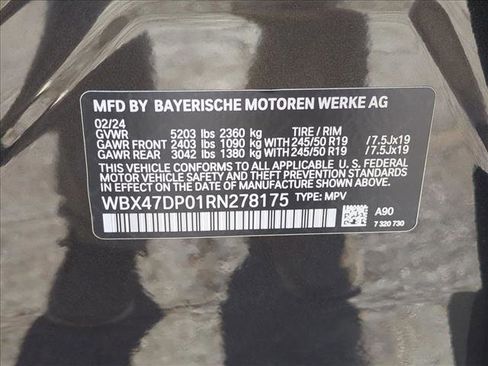 MFD BY BAYERISCHE MOTOREN WERKE AG
02/24
GVWR 5203 lbs 2360 kg TIRE / RIM
GAWR FRONT 2403 lbs 1090 kg WITH 245/50 R19 /7.5Jx19
GAWR REAR 3042 lbs 1380 kg WITH 245/50 R19 /7.5Jx19
THIS VEHICLE CONFORMS TO ALL APPLICABLE U. S. FEDERAL
MOTOR VEHICLE SAFETY AND THEFT PREVENTION STANDARDS
IN EFFECT ON THE DATE OF MANUFACTURE SHOWN ABOVE.
WBX47DP01RN278175 TYPE: MPV
A90
7 320 730